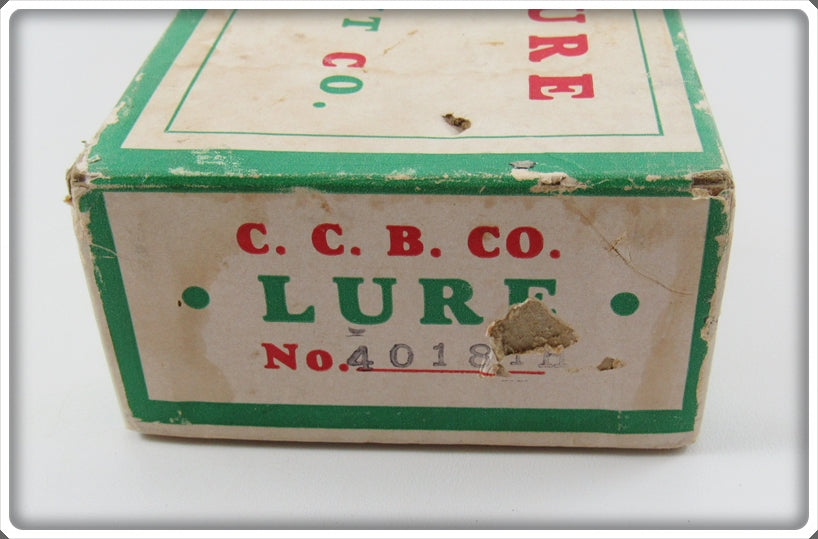 URE
T CO.
C. C. B. CO.
LURE
No. 4018